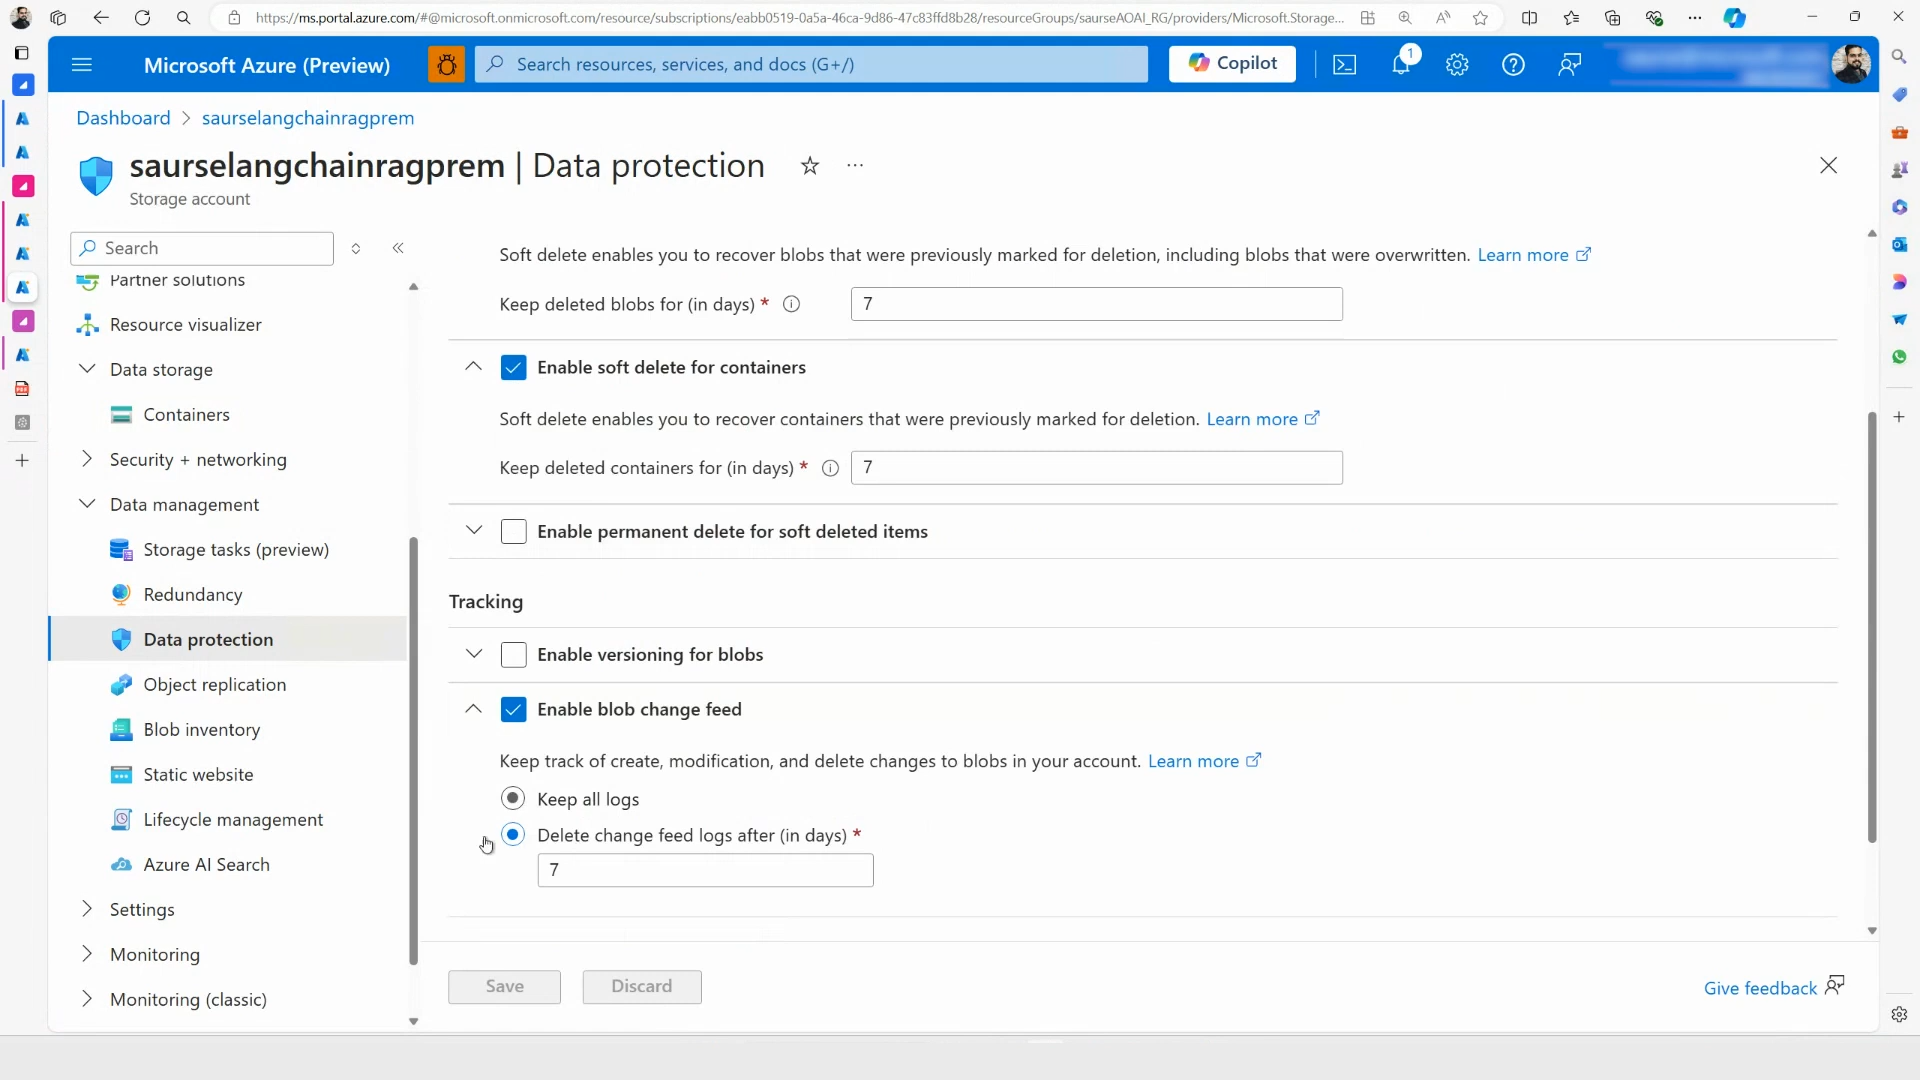 https://ms.portal.azure.com/#@microsoft.onmicrosoft.com/resource/subscriptions/eabb0519-0a5a-46ca-9d86-47c83ffd8b28/resourceGroups/saurseAOAI_RG/providers/Microsoft.Storage...
Microsoft Azure (Preview)
Search resources, services, and docs (G+/)
Copilot
1
Dashboard > saurselangchainragprem
saurselangchainragprem | Data protection
Storage account
Search
Partner solutions
Resource visualizer
Data storage
Containers
Security + networking
Data management
Storage tasks (preview)
Redundancy
Data protection
Object replication
Blob inventory
Static website
Lifecycle management
Azure AI Search
Settings
Monitoring
Monitoring (classic)
Soft delete enables you to recover blobs that were previously marked for deletion, including blobs that were overwritten. Learn more
Keep deleted blobs for (in days) * 7
Enable soft delete for containers
Soft delete enables you to recover containers that were previously marked for deletion. Learn more
Keep deleted containers for (in days) * 7
Enable permanent delete for soft deleted items
Tracking
Enable versioning for blobs
Enable blob change feed
Keep track of create, modification, and delete changes to blobs in your account. Learn more
Keep all logs
Delete change feed logs after (in days) *
7
Save Discard
Give feedback